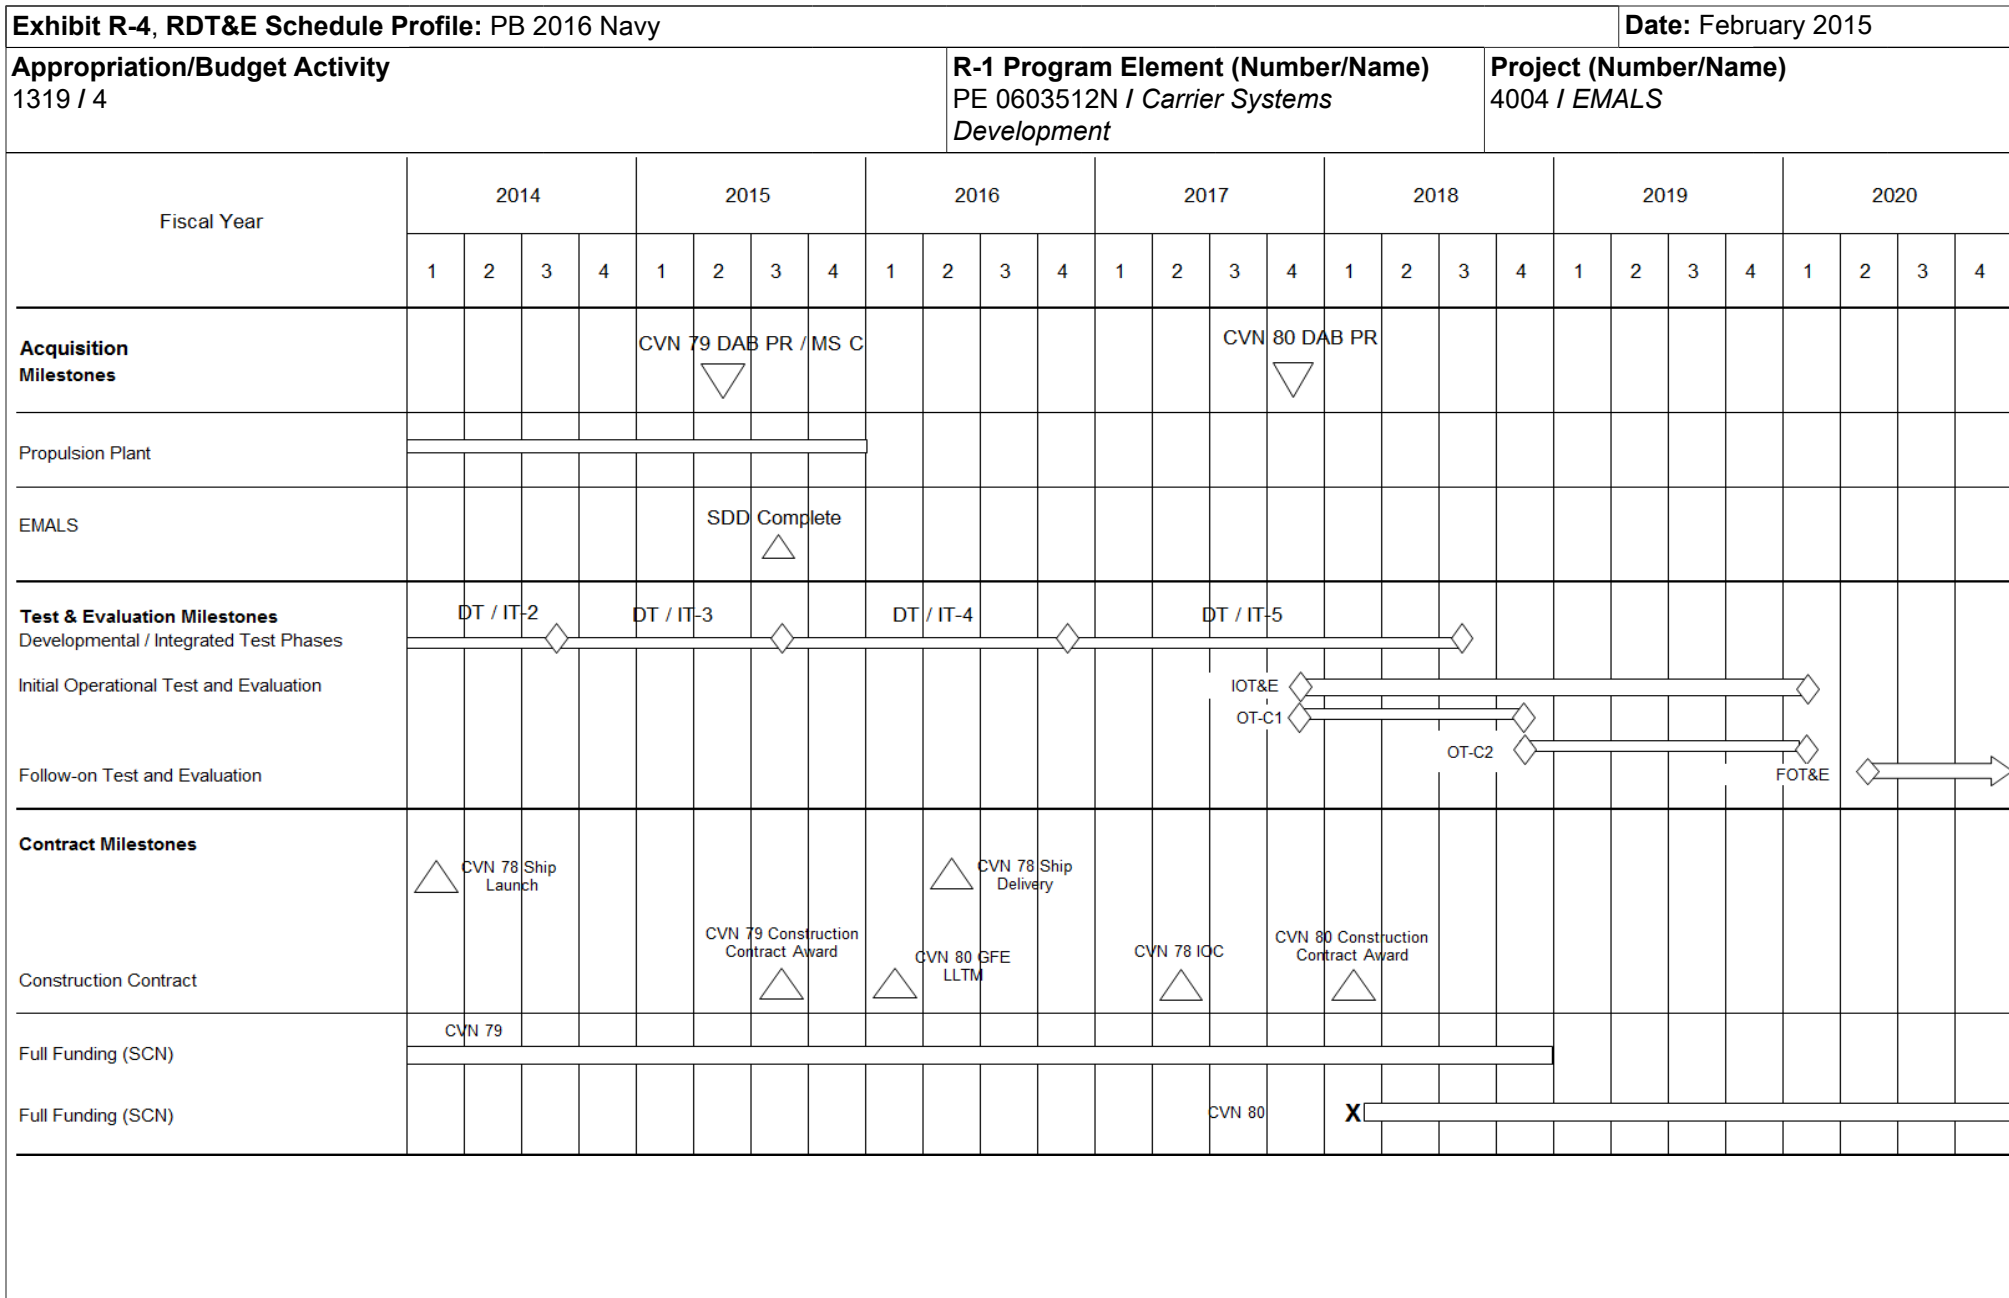 Exhibit R-4, RDT&E Schedule Profile: PB 2016 Navy
Date: February 2015
Appropriation/Budget Activity
1319 / 4
R-1 Program Element (Number/Name)
PE 0603512N / Carrier Systems
Development
Project (Number/Name)
4004 / EMALS
Fiscal Year
2014 2015 2016 2017 2018 2019 2020
1 2 3 4 1 2 3 4 1 2 3 4 1 2 3 4 1 2 3 4 1 2 3 4 1 2 3 4
Acquisition
Milestones
CVN 79 DAB PR / MS C
CVN 80 DAB PR
Propulsion Plant
EMALS
SDD Complete
Test & Evaluation Milestones
Developmental / Integrated Test Phases
DT / IT-2
DT / IT-3
DT / IT-4
DT / IT-5
Initial Operational Test and Evaluation
IOT&E
OT-C1
OT-C2
Follow-on Test and Evaluation
FOT&E
Contract Milestones
CVN 78 Ship
Launch
CVN 78 Ship
Delivery
Construction Contract
CVN 79 Construction
Contract Award
CVN 80 GFE
LLTM
CVN 78 IOC
CVN 80 Construction
Contract Award
Full Funding (SCN)
CVN 79
Full Funding (SCN)
CVN 80
X